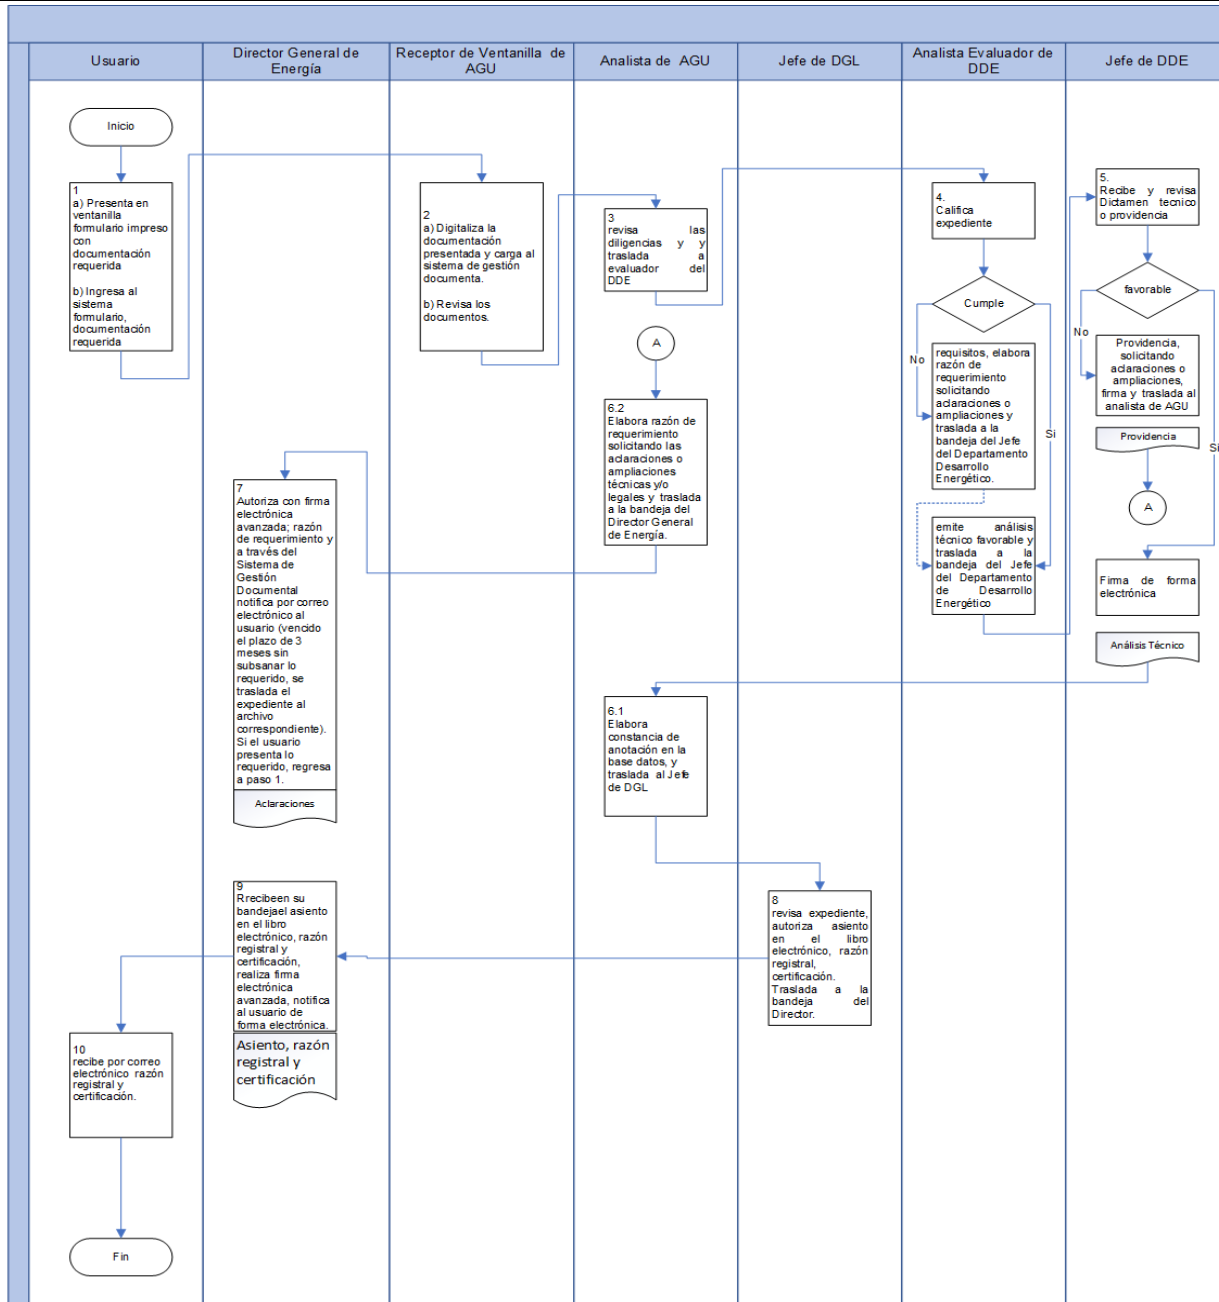 Usuario
Director General de
Energía
Receptor de Ventanilla de
AGU
Analista de AGU
Jefe de DGL
Analista Evaluador de
DDE
Jefe de DDE
Inicio
1
a) Presenta en
ventanilla
formulario impreso
con
documentación
requerida
b) Ingresa al
sistema
formulario,
documentación
requerida
2
a) Digitaliza la
documentación
presentada y carga al
sistema de gestión
documenta.
b) Revisa los
documentos.
3
revisa las
diligencias y y
traslada a
evaluador del
DDE
4.
Califica
expediente
Cumple
No
Si
requisitos, elabora
razón de
requerimiento
solicitando
aclaraciones o
ampliaciones y
traslada a la
bandeja del Jefe
del Departamento
Desarrollo
Energético.
emite análisis
técnico favorable y
traslada a la
bandeja del Jefe
del Departamento
de Desarrollo
Energético
5.
Recibe y revisa
Dictamen tecnico
o providencia
favorable
No
Si
Providencia,
solicitando
aclaraciones o
ampliaciones,
firma y traslada al
analista de AGU
Providencia
A
Firma de forma
electrónica
Análisis Técnico
A
6.2
Elabora razón de
requerimiento
solicitando las
aclaraciones o
ampliaciones
técnicas y/o
legales y traslada
a la bandeja del
Director General
de Energía.
7
Autoriza con firma
electrónica
avanzada; razón
de requerimiento y
a través del
Sistema de
Gestión
Documental
notifica por correo
electrónico al
usuario (vencido
el plazo de 3
meses sin
subsanar lo
requerido, se
traslada el
expediente al
archivo
correspondiente).
Si el usuario
presenta lo
requerido, regresa
a paso 1.
Aclaraciones
6.1
Elabora
constancia de
anotación en la
base datos, y
traslada al Jefe
de DGL
8
revisa expediente,
autoriza asiento
en el libro
electrónico, razón
registral,
certificación.
Traslada a la
bandeja del
Director.
9
Rrecibeen su
bandejael asiento
en el libro
electrónico, razón
registral y
certificación,
realiza firma
electrónica
avanzada, notifica
al usuario de
forma electrónica.
Asiento, razón
registral y
certificación
10
recibe por correo
electrónico razón
registral y
certificación.
Fin